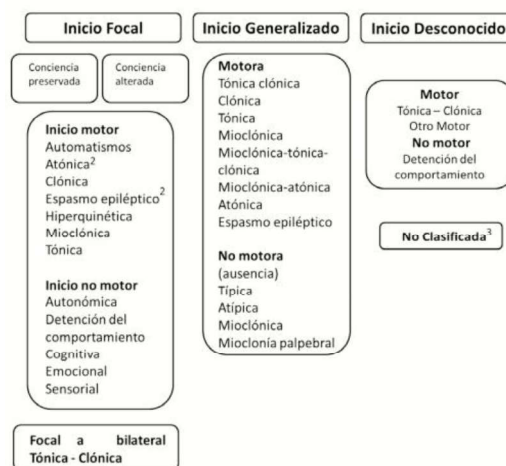 Inicio Focal
Conciencia
preservada
Conciencia
alterada
Inicio motor
Automatismos
Atónica²
Clónica
Espasmo epiléptico²
Hiperquinética
Mioclónica
Tónica
Inicio no motor
Autonómica
Detención del
comportamiento
Cognitiva
Emocional
Sensorial
Focal a bilateral
Tónica - Clónica
Inicio Generalizado
Motora
Tónica clónica
Clónica
Tónica
Mioclónica
Mioclónica-tónica-
clónica
Mioclónica-atónica
Atónica
Espasmo epiléptico
No motora
(ausencia)
Típica
Atípica
Mioclónica
Mioclonía palpebral
Inicio Desconocido
Motor
Tónica – Clónica
Otro Motor
No motor
Detención del
comportamiento
No Clasificada³